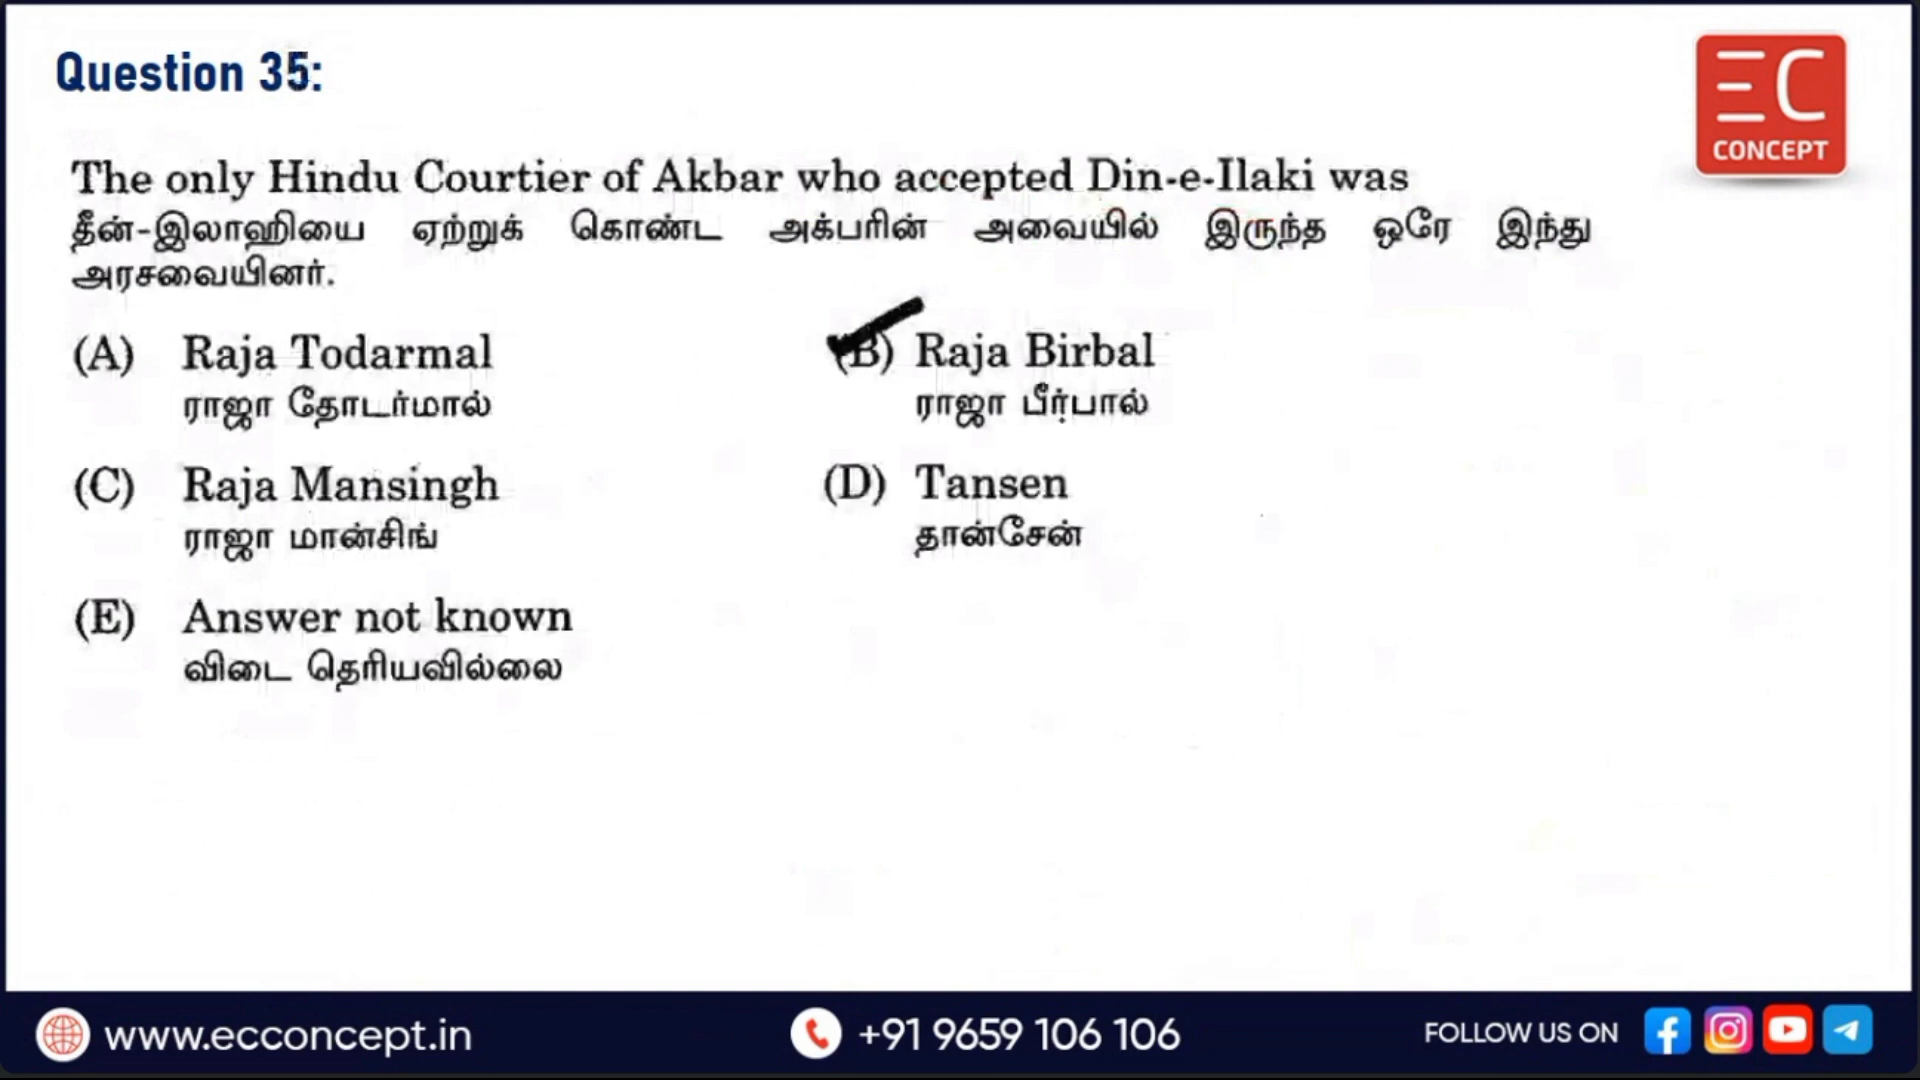 Question 35:
EC
CONCEPT
The only Hindu Courtier of Akbar who accepted Din-e-Ilaki was
தீன்-இலாஹியை ஏற்றுக் கொண்ட அக்பரின் அவையில் இருந்த ஒரே இந்து
அரசவையினர்.
(A) Raja Todarmal
ராஜா தோடர்மால்
(B) Raja Birbal
ராஜா பீர்பால்
(C) Raja Mansingh
ராஜா மான்சிங்
(D) Tansen
தான்சேன்
(E) Answer not known
விடை தெரியவில்லை
www.ecconcept.in
+91 9659 106 106
FOLLOW US ON